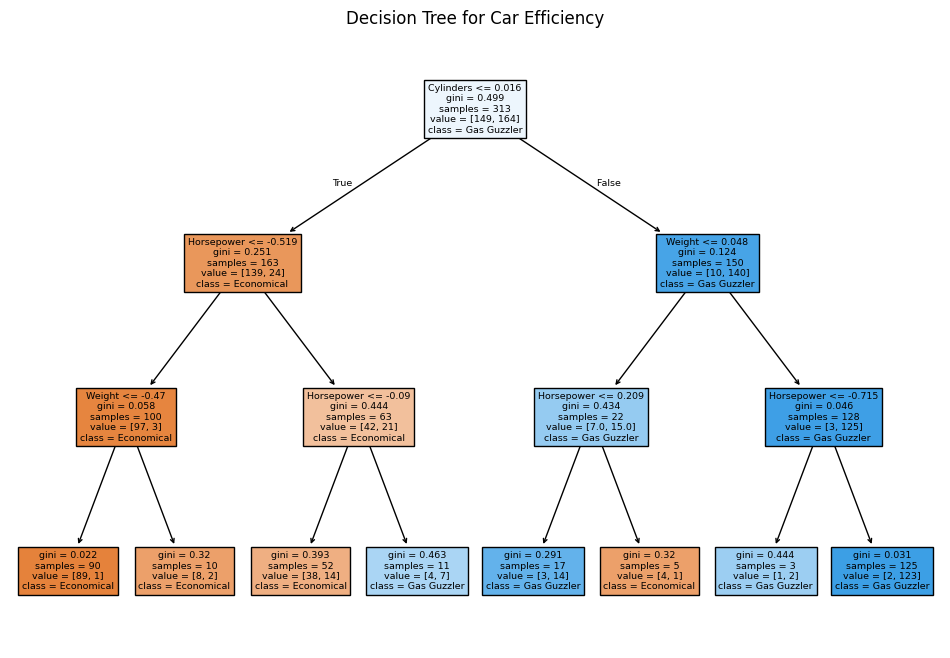 Decision Tree for Car Efficiency
Cylinders <= 0.016
gini = 0.499
samples = 313
value = [149, 164]
class = Gas Guzzler
True
False
Horsepower <= -0.519
gini = 0.251
samples = 163
value = [139, 24]
class = Economical
Weight <= 0.048
gini = 0.124
samples = 150
value = [10, 140]
class = Gas Guzzler
Weight <= -0.47
gini = 0.058
samples = 100
value = [97, 3]
class = Economical
Horsepower <= -0.09
gini = 0.444
samples = 63
value = [42, 21]
class = Economical
Horsepower <= 0.209
gini = 0.434
samples = 22
value = [7.0, 15.0]
class = Gas Guzzler
Horsepower <= -0.715
gini = 0.046
samples = 128
value = [3, 125]
class = Gas Guzzler
gini = 0.022
samples = 90
value = [89, 1]
class = Economical
gini = 0.32
samples = 10
value = [8, 2]
class = Economical
gini = 0.393
samples = 52
value = [38, 14]
class = Economical
gini = 0.463
samples = 11
value = [4, 7]
class = Gas Guzzler
gini = 0.291
samples = 17
value = [3, 14]
class = Gas Guzzler
gini = 0.32
samples = 5
value = [4, 1]
class = Economical
gini = 0.444
samples = 3
value = [1, 2]
class = Gas Guzzler
gini = 0.031
samples = 125
value = [2, 123]
class = Gas Guzzler